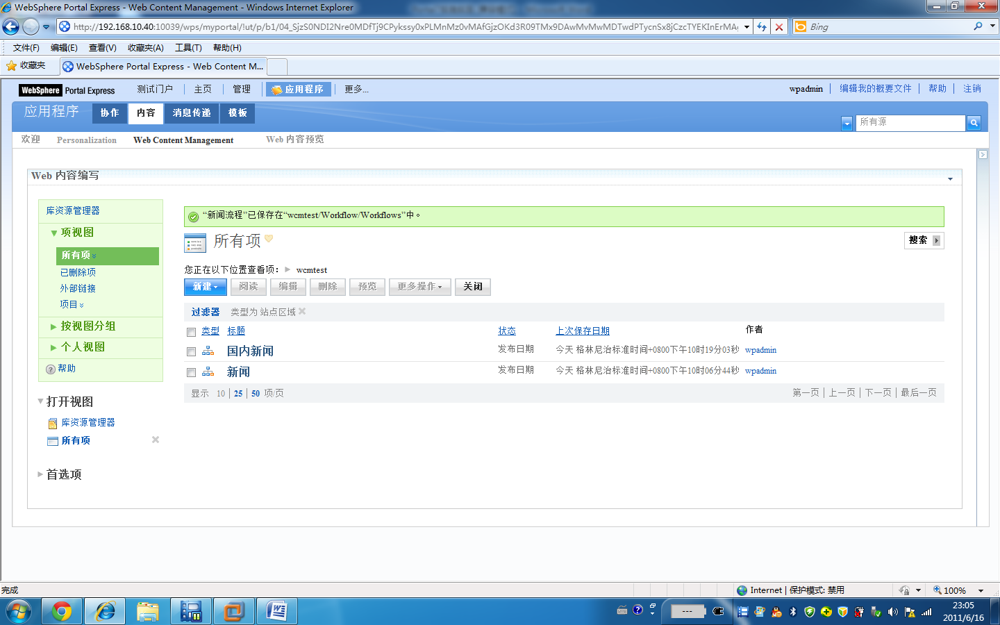 WebSphere Portal Express - Web Content Management - Windows Internet Explorer
http://192.168.10.40:10039/wps/myportal/!ut/p/b1/04_SjzS0NDI2Nre0MDfTj9CPykssy0xPLMnMz0vMAfGjzOKd3R09TMx9DAwMvMwMDTwdPTycnSx8jCzcTYEKInErMA
Bing
文件(F) 编辑(E) 查看(V) 收藏夹(A) 工具(T) 帮助(H)
收藏夹 WebSphere Portal Express - Web Content M...
WebSphere Portal Express 测试门户 主页 管理 应用程序 更多... wpadmin 编辑我的概要文件 帮助 注销
应用程序 协作 内容 消息传递 模板
所有源
欢迎 Personalization Web Content Management Web 内容预览
Web 内容编写
库资源管理器
项视图
所有项
已删除项
外部链接
项目
按视图分组
个人视图
帮助
打开视图
库资源管理器
所有项
首选项
“新闻流程”已保存在“wcmtest/Workflow/Workflows”中。
所有项
搜索
您正在以下位置查看项： wcmtest
新建 阅读 编辑 删除 预览 更多操作 关闭
过滤器 类型为 站点区域
类型 标题 状态 上次保存日期 作者
国内新闻 发布日期 今天 格林尼治标准时间+0800下午10时19分03秒 wpadmin
新闻 发布日期 今天 格林尼治标准时间+0800下午10时06分44秒 wpadmin
显示 10 | 25 | 50 项/页 第一页 | 上一页 | 下一页 | 最后一页
完成 Internet | 保护模式: 禁用 100%
23:05
2011/6/16